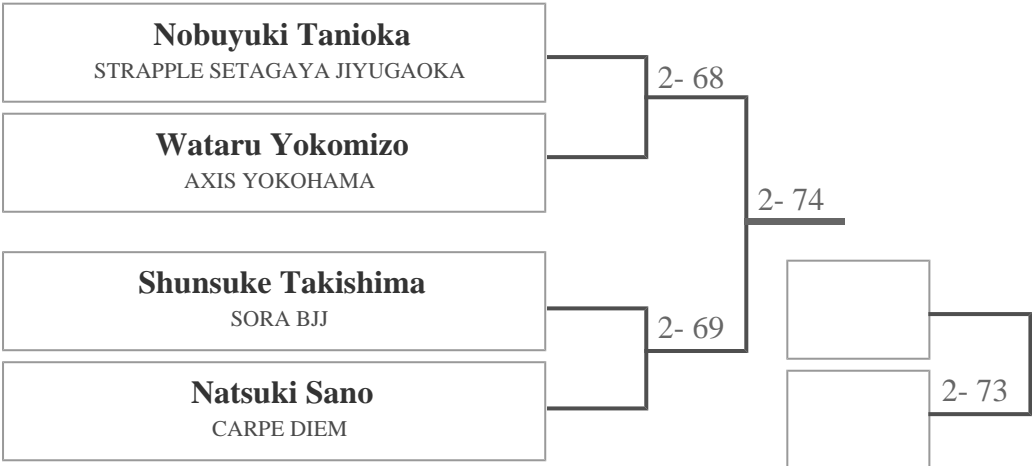 Nobuyuki Tanioka
STRAPPLE SETAGAYA JIYUGAOKA
2- 68
Wataru Yokomizo
AXIS YOKOHAMA
2- 74
Shunsuke Takishima
SORA BJJ
2- 69
Natsuki Sano
CARPE DIEM
2- 73